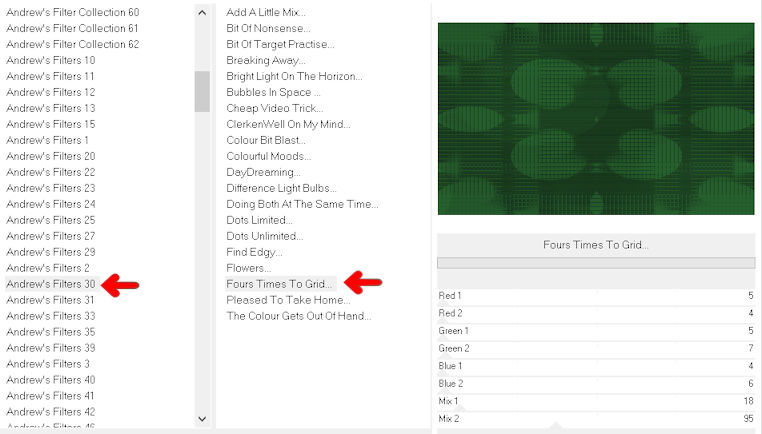 Andrew's Filter Collection 60
Andrew's Filter Collection 61
Andrew's Filter Collection 62
Andrew's Filters 10
Andrew's Filters 11
Andrew's Filters 12
Andrew's Filters 13
Andrew's Filters 15
Andrew's Filters 1
Andrew's Filters 20
Andrew's Filters 22
Andrew's Filters 23
Andrew's Filters 24
Andrew's Filters 25
Andrew's Filters 27
Andrew's Filters 29
Andrew's Filters 2
Andrew's Filters 30
Andrew's Filters 31
Andrew's Filters 33
Andrew's Filters 35
Andrew's Filters 39
Andrew's Filters 3
Andrew's Filters 40
Andrew's Filters 41
Andrew's Filters 42
Andrew's Filters 46
Add A Little Mix...
Bit Of Nonsense...
Bit Of Target Practise...
Breaking Away...
Bright Light On The Horizon...
Bubbles In Space ...
Cheap Video Trick...
ClerkenWell On My Mind...
Colour Bit Blast...
Colourful Moods...
DayDreaming...
Difference Light Bulbs...
Doing Both At The Same Time...
Dots Limited...
Dots Unlimited...
Find Edgy...
Flowers...
Fours Times To Grid...
Pleased To Take Home...
The Colour Gets Out Of Hand...
Fours Times To Grid...
Red 1 5
Red 2 4
Green 1 5
Green 2 7
Blue 1 4
Blue 2 6
Mix 1 18
Mix 2 95